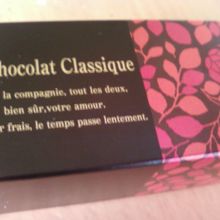 hocolat Classique
la compagnie, tout les deux.
bien sûr, votre amour.
r frais, le temps passe lentement.